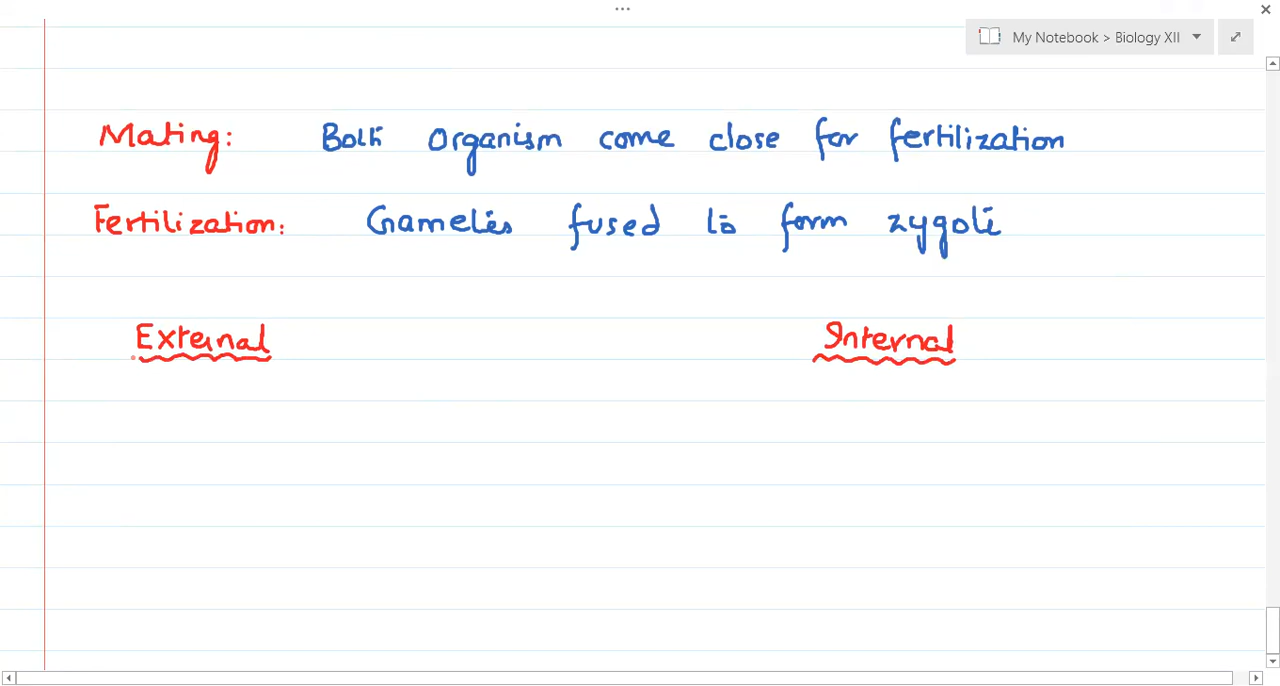 My Notebook > Biology XII
Mating: Both organism come close for fertilization
Fertilization: Gametes fused to form zygote
External Internal